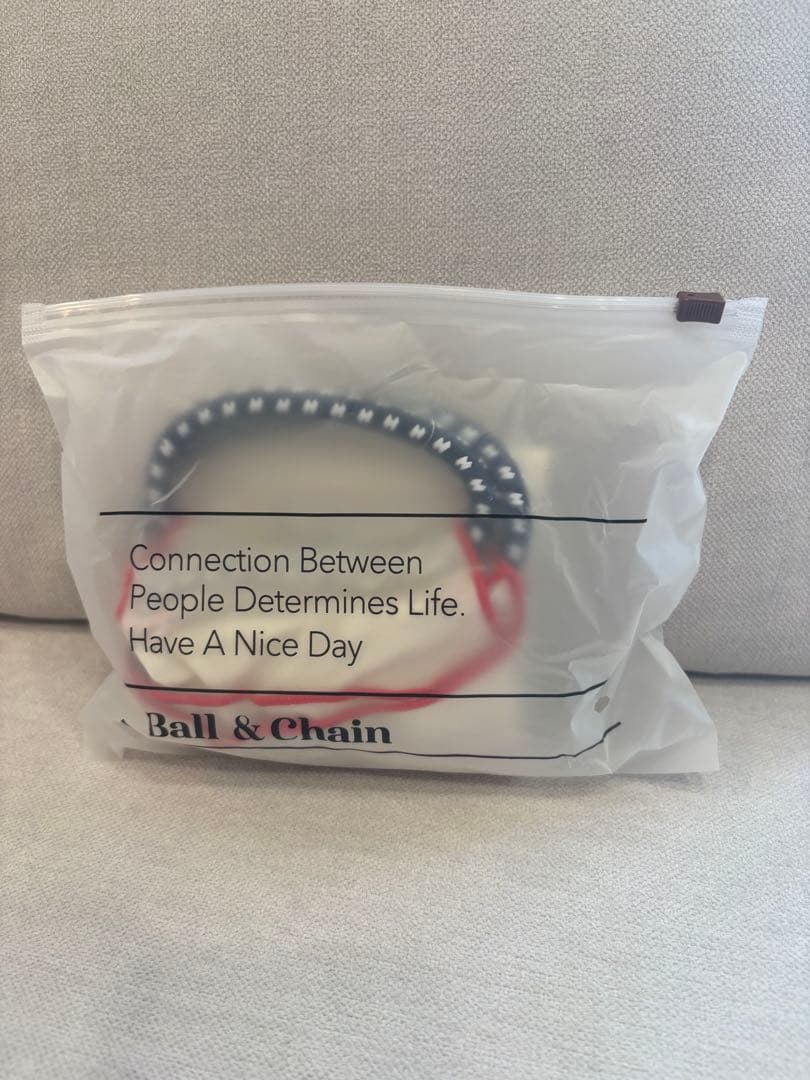 Connection Between
People Determines Life.
Have A Nice Day
Ball & Chain